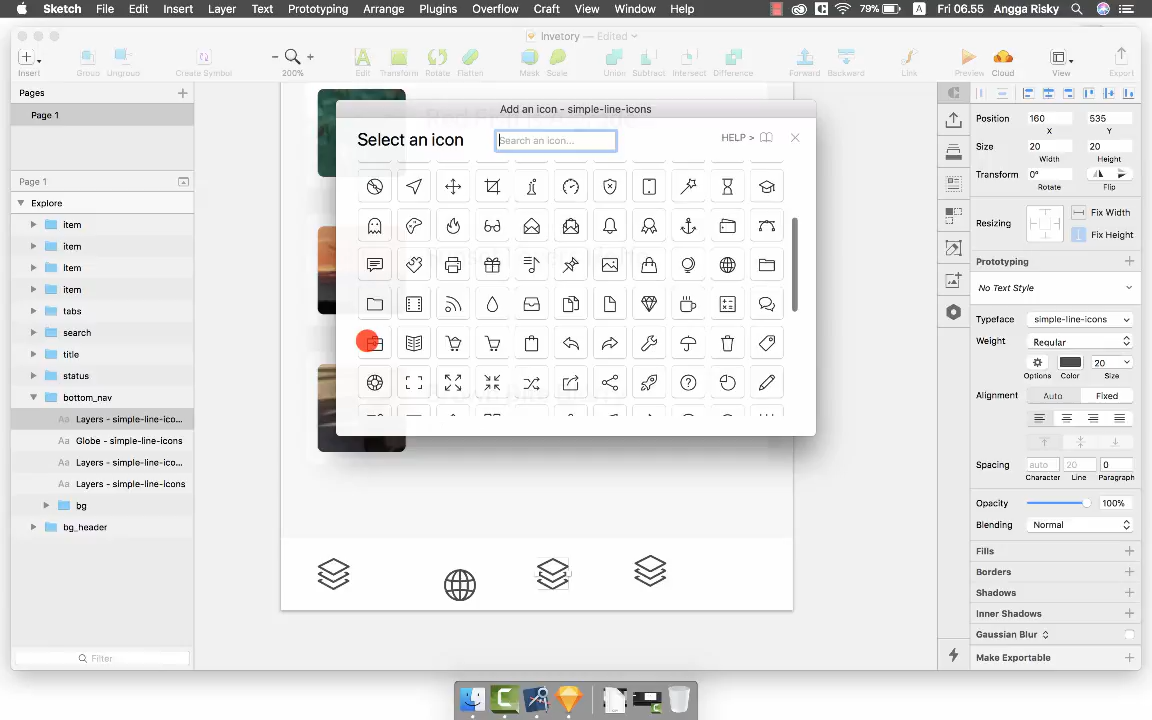 Sketch File Edit Insert Layer Text Prototyping Arrange Plugins Overflow Craft View Window Help 79% Fri 06.55 Angga Risky
Invetory — Edited
Insert Group Ungroup Create Symbol 200% Edit Transform Rotate Flatten Mask Scale Union Subtract Intersect Difference Forward Backward Link Preview Cloud View Export
Pages
Page 1
Page 1
Explore
item
item
item
item
tabs
search
title
status
bottom_nav
Layers - simple-line-ico...
Globe - simple-line-icons
Layers - simple-line-ico...
Layers - simple-line-icons
bg
bg_header
Filter
Add an icon - simple-line-icons
Select an icon
Search an icon...
HELP >
Position 160 535
X Y
Size 20 20
Width Height
Transform 0°
Rotate Flip
Resizing Fix Width
Fix Height
Prototyping
No Text Style
Typeface simple-line-icons
Weight Regular
20
Options Color Size
Alignment Auto Fixed
Spacing auto 20 0
Character Line Paragraph
Opacity 100%
Blending Normal
Fills
Borders
Shadows
Inner Shadows
Gaussian Blur
Make Exportable